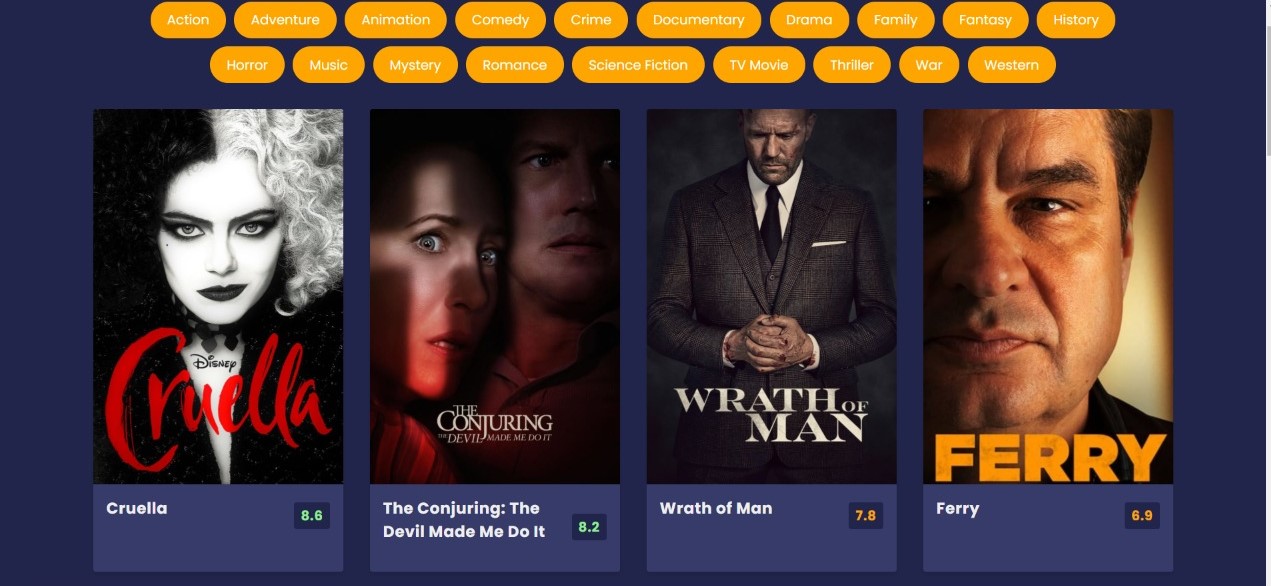 Action Adventure Animation Comedy Crime Documentary Drama Family Fantasy History
Horror Music Mystery Romance Science Fiction TV Movie Thriller War Western
DISNEY
Cruella
THE
CONJURING
THE DEVIL MADE ME DO IT
WRATH OF
MAN
FERRY
Cruella 8.6
The Conjuring: The
Devil Made Me Do It 8.2
Wrath of Man 7.8
Ferry 6.9